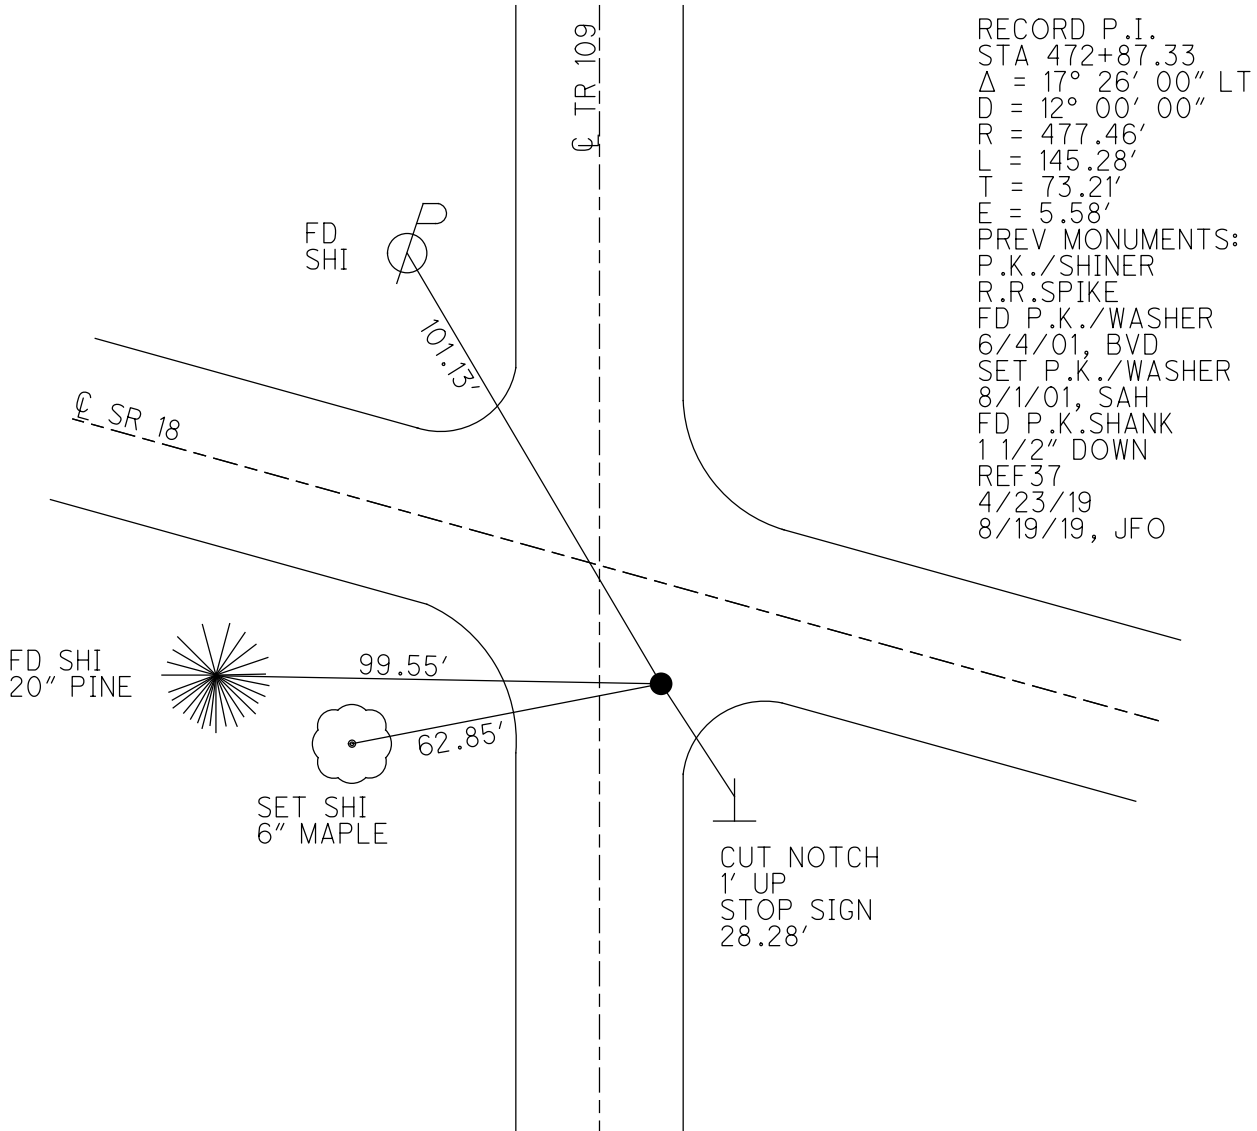 RECORD P.I.
STA 472+87.33
Δ = 17° 26′ 00″ LT
D = 12° 00′ 00″
R = 477.46′
L = 145.28′
T = 73.21′
E = 5.58′
PREV MONUMENTS:
P.K./SHINER
R.R.SPIKE
FD P.K./WASHER
6/4/01, BVD
SET P.K./WASHER
8/1/01, SAH
FD P.K.SHANK
1 1/2″ DOWN
REF37
4/23/19
8/19/19, JFO
℄ TR 109
FD
SHI
101.13′
℄ SR 18
FD SHI
20″ PINE
99.55′
62.85′
SET SHI
6″ MAPLE
CUT NOTCH
1′ UP
STOP SIGN
28.28′